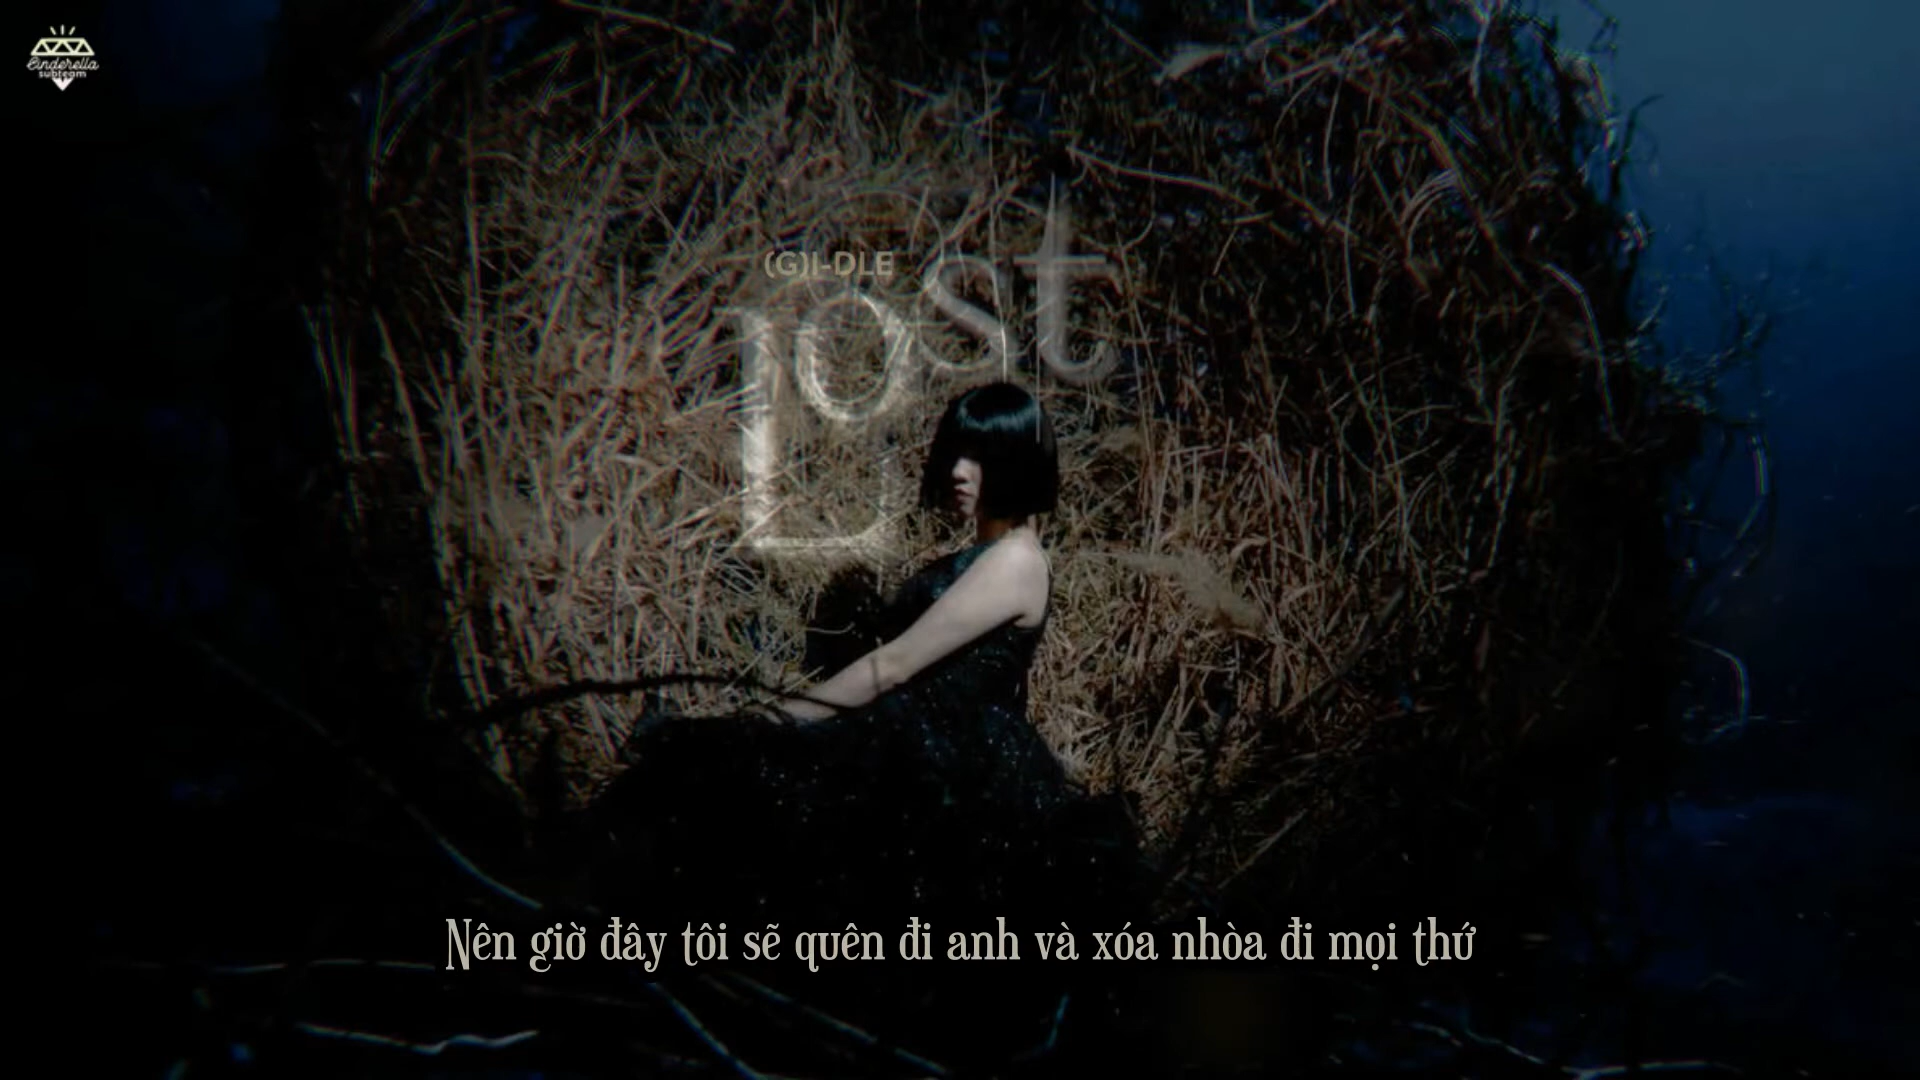 Cinderella
subteam
(G)I-DLE
Lost
Nên giờ đây tôi sẽ quên đi anh và xóa nhòa đi mọi thứ